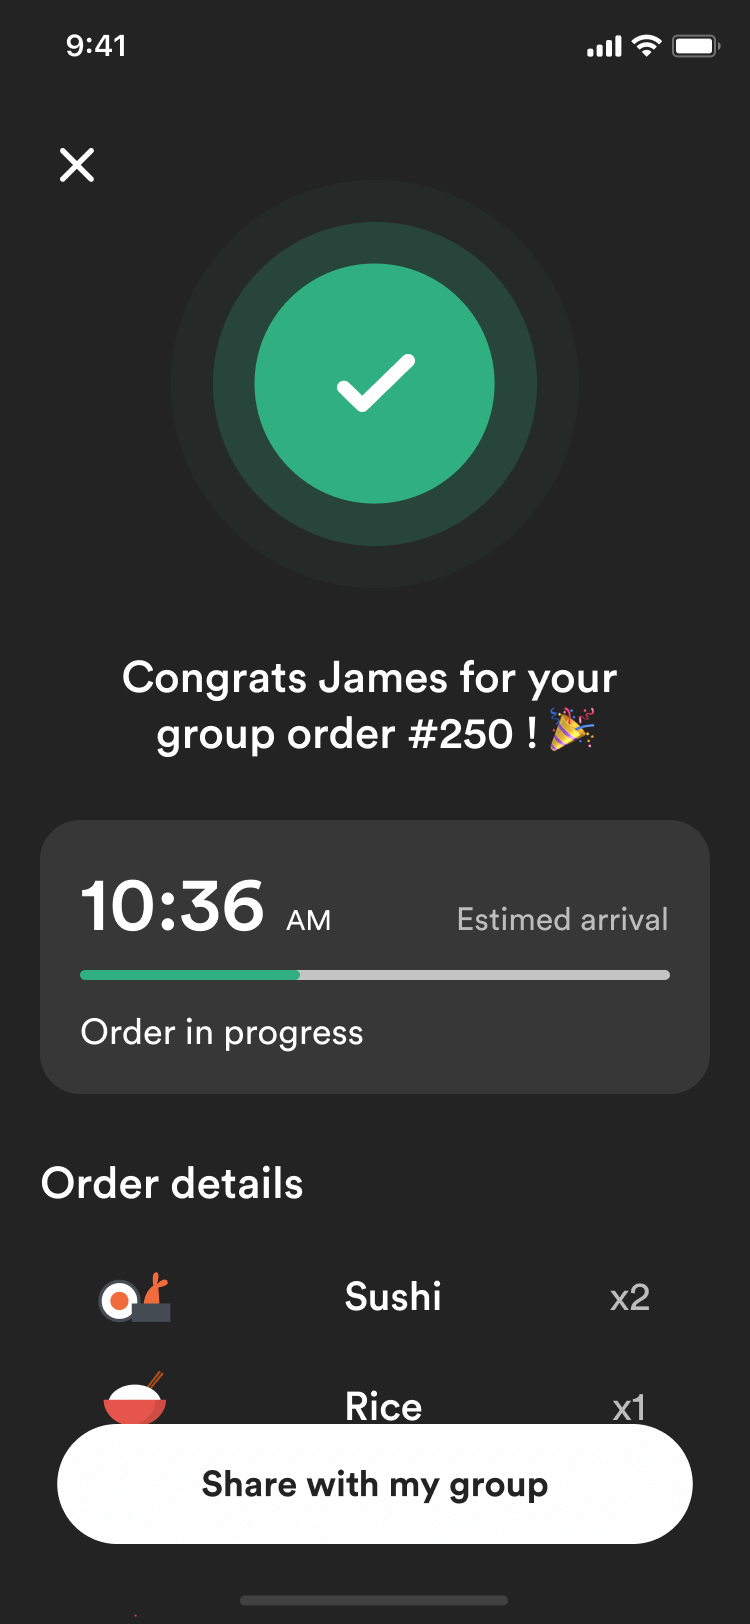 9:41
Congrats James for your
group order #250 ! 🎉
10:36 AM
Estimed arrival
Order in progress
Order details
Sushi x2
Rice x1
Share with my group